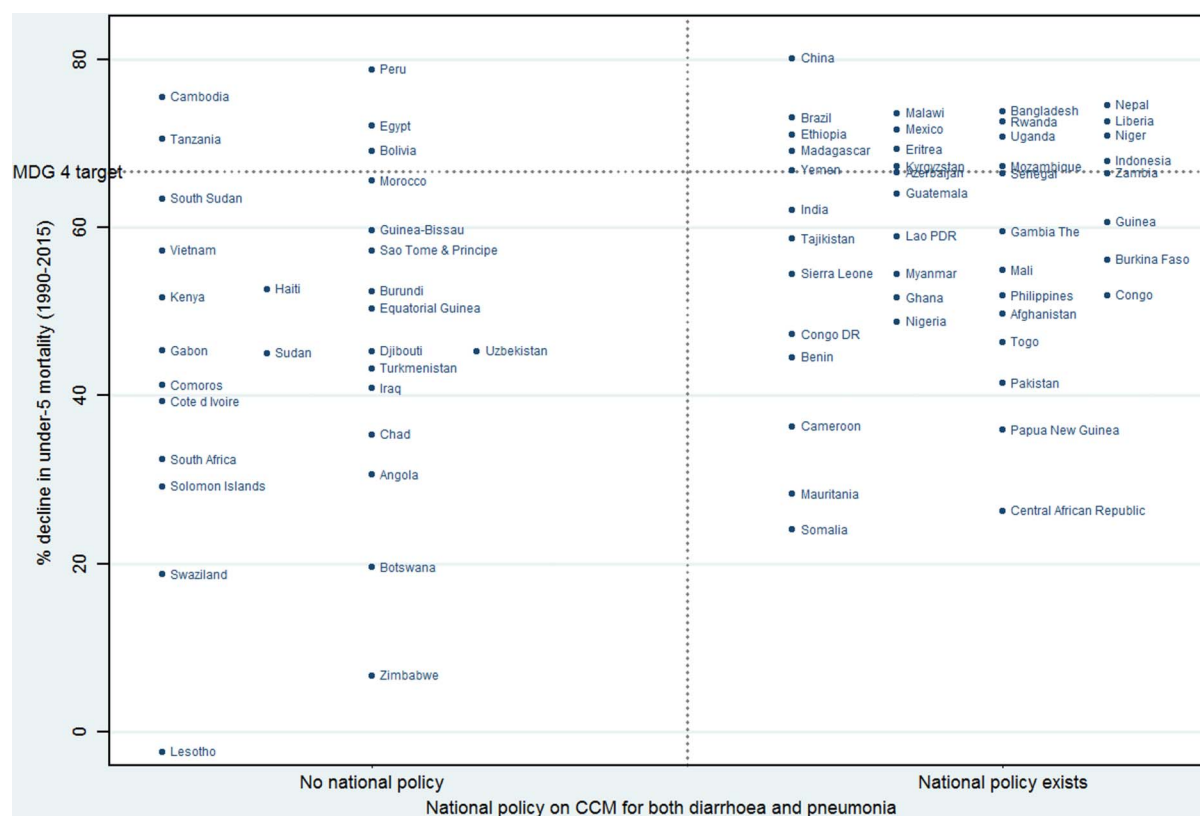 % decline in under-5 mortality (1990-2015)
80
60
40
20
0
MDG 4 target
Peru
Cambodia
Egypt
Tanzania
Bolivia
Morocco
South Sudan
Guinea-Bissau
Vietnam
Sao Tome & Principe
Haiti
Burundi
Kenya
Equatorial Guinea
Gabon
Sudan
Djibouti
Uzbekistan
Turkmenistan
Comoros
Iraq
Cote d Ivoire
Chad
South Africa
Angola
Solomon Islands
Swaziland
Botswana
Zimbabwe
Lesotho
China
Nepal
Brazil
Malawi
Bangladesh
Rwanda
Liberia
Ethiopia
Mexico
Uganda
Niger
Madagascar
Eritrea
Yemen
Kyrgyzstan
Mozambique
Indonesia
Azerbaijan
Senegal
Zambia
Guatemala
India
Guinea
Tajikistan
Lao PDR
Gambia The
Burkina Faso
Sierra Leone
Myanmar
Mali
Ghana
Philippines
Congo
Nigeria
Afghanistan
Congo DR
Togo
Benin
Pakistan
Cameroon
Papua New Guinea
Mauritania
Central African Republic
Somalia
No national policy
National policy exists
National policy on CCM for both diarrhoea and pneumonia